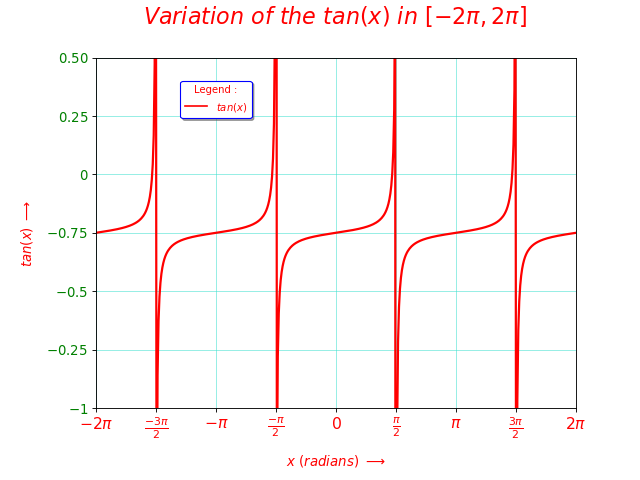 Variation of the tan(x) in [−2π, 2π]
0.50
0.25
0
−0.75
−0.5
−0.25
−1
tan(x) ⟶
Legend :
tan(x)
−2π −3π/2 −π −π/2 0 π/2 π 3π/2 2π
x (radians) ⟶